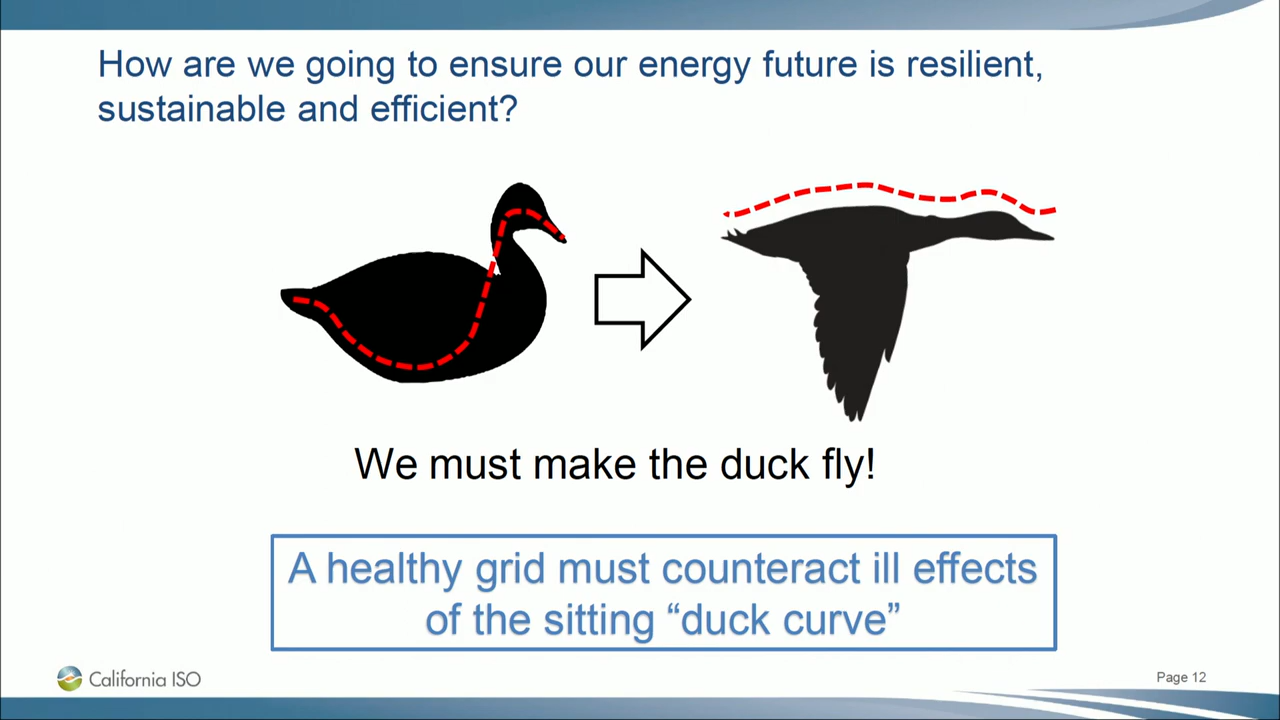 How are we going to ensure our energy future is resilient,
sustainable and efficient?
We must make the duck fly!
A healthy grid must counteract ill effects
of the sitting “duck curve”
California ISO
Page 12